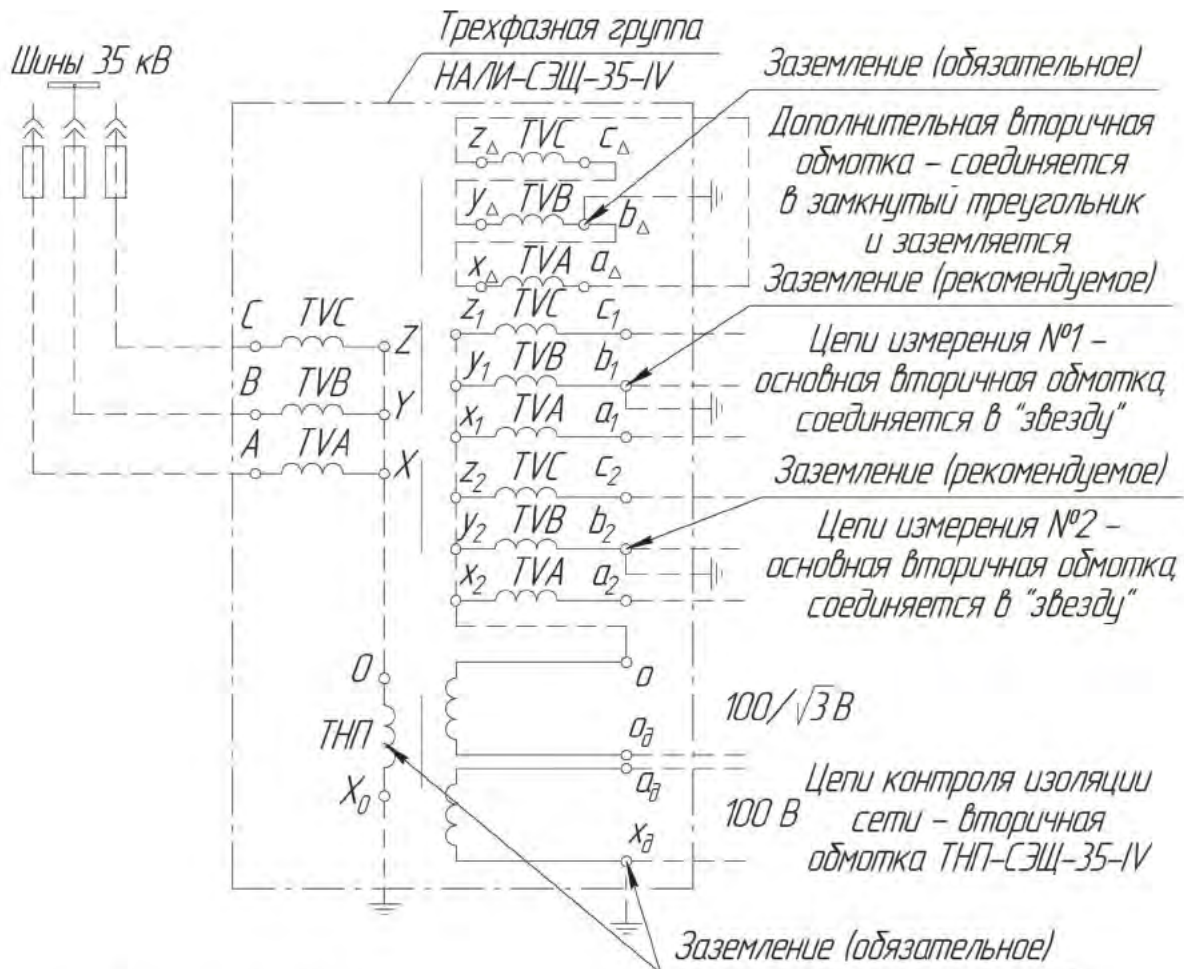 Трехфазная группа
НАЛИ-СЭЩ-35-IV
Шины 35 кВ
Заземление (обязательное)
Дополнительная вторичная
обмотка - соединяется
в замкнутый треугольник
и заземляется
z△ TVC c△
y△ TVB b△
x△ TVA a△
Заземление (рекомендуемое)
z1 TVC c1
y1 TVB b1
x1 TVA a1
Цепи измерения №1 -
основная вторичная обмотка,
соединяется в "звезду"
C TVC Z
B TVB Y
A TVA X
Заземление (рекомендуемое)
z2 TVC c2
y2 TVB b2
x2 TVA a2
Цепи измерения №2 -
основная вторичная обмотка,
соединяется в "звезду"
O
ТНП
X0
o
oд
100/√3 В
aд
xд
100 В
Цепи контроля изоляции
сети - вторичная
обмотка ТНП-СЭЩ-35-IV
Заземление (обязательное)